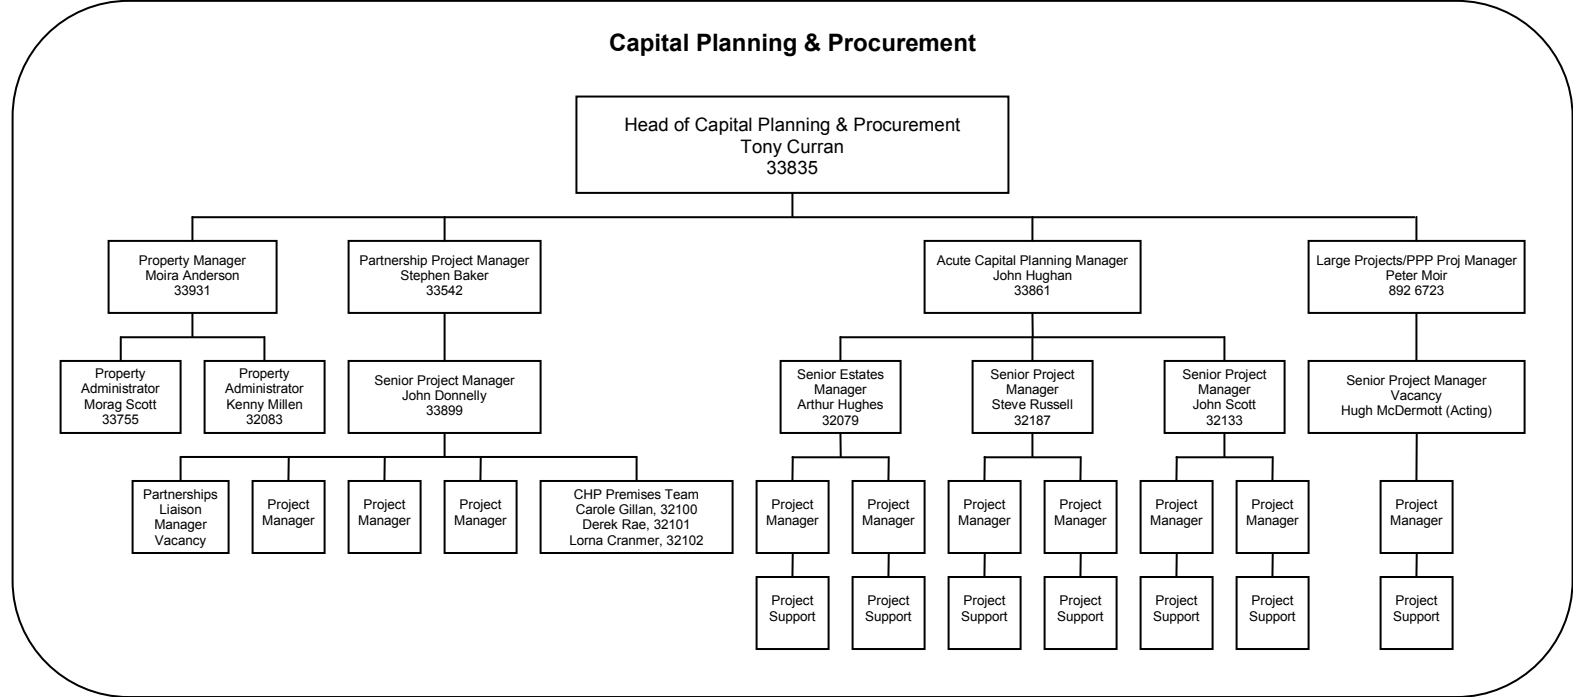 Capital Planning & Procurement
Head of Capital Planning & Procurement
Tony Curran
33835
Property Manager
Moira Anderson
33931
Partnership Project Manager
Stephen Baker
33542
Acute Capital Planning Manager
John Hughan
33861
Large Projects/PPP Proj Manager
Peter Moir
892 6723
Property
Administrator
Morag Scott
33755
Property
Administrator
Kenny Millen
32083
Senior Project Manager
John Donnelly
33899
Senior Estates
Manager
Arthur Hughes
32079
Senior Project
Manager
Steve Russell
32187
Senior Project
Manager
John Scott
32133
Senior Project Manager
Vacancy
Hugh McDermott (Acting)
Partnerships
Liaison
Manager
Vacancy
Project
Manager
Project
Manager
Project
Manager
CHP Premises Team
Carole Gillan, 32100
Derek Rae, 32101
Lorna Cranmer, 32102
Project
Manager
Project
Manager
Project
Manager
Project
Manager
Project
Manager
Project
Manager
Project
Manager
Project
Support
Project
Support
Project
Support
Project
Support
Project
Support
Project
Support
Project
Support